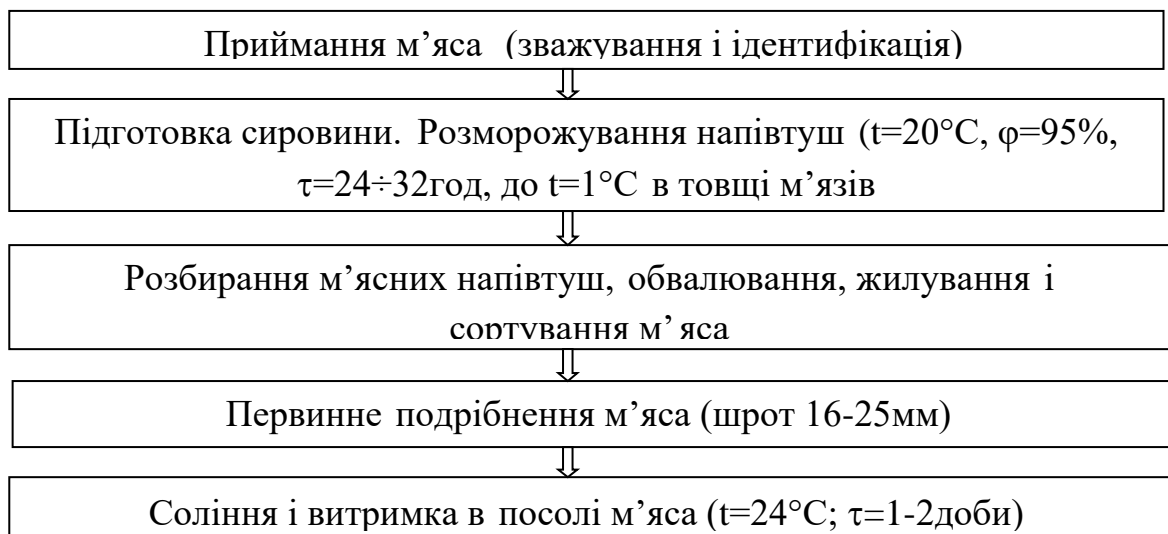 Приймання м’яса (зважування і ідентифікація)
Підготовка сировини. Розморожування напівтуш (t=20°С, φ=95%,
τ=24÷32год, до t=1°С в товщі м’язів
Розбирання м’ясних напівтуш, обвалювання, жилування і
сортування м’яса
Первинне подрібнення м’яса (шрот 16-25мм)
Соління і витримка в посолі м’яса (t=24°С; τ=1-2доби)